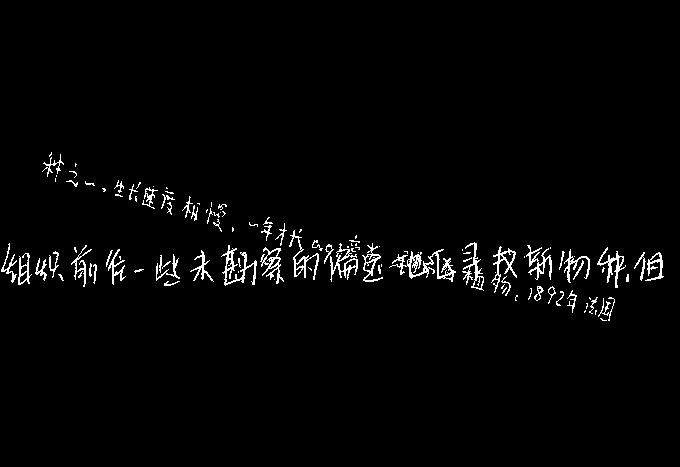 种之一。生长速度相慢,一年才长
植物。1892年法国
组织前往一些未勘察的偏远地区寻找新物种,但